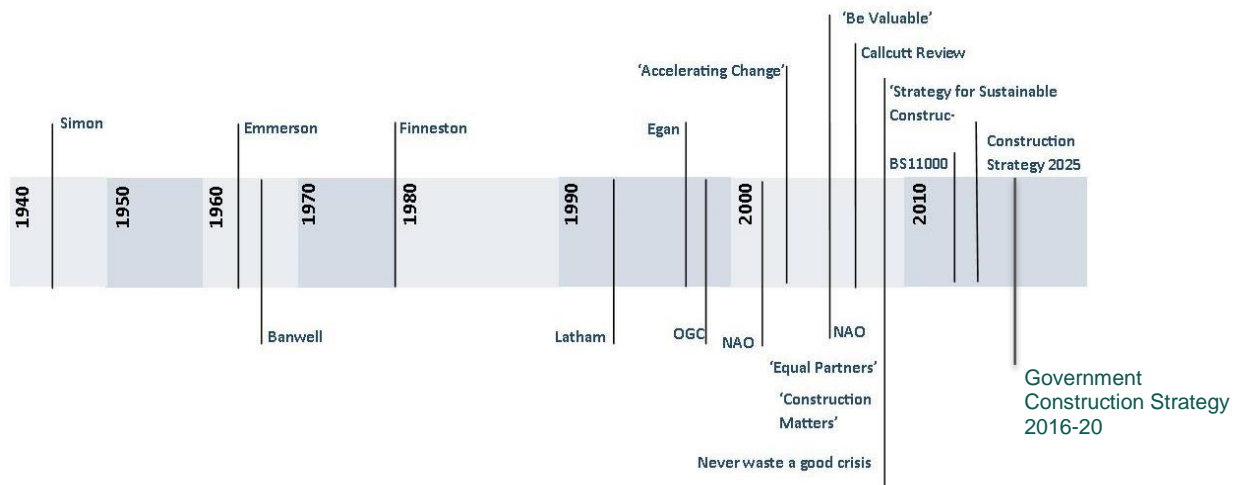 ‘Be Valuable’
Callcutt Review
‘Accelerating Change’
‘Strategy for Sustainable
Construc-
Simon
Emmerson
Finneston
Egan
Construction
Strategy 2025
BS11000
1940
1950
1960
1970
1980
1990
2000
2010
Banwell
Latham
OGC
NAO
NAO
‘Equal Partners’
‘Construction
Matters’
Never waste a good crisis
Government
Construction Strategy
2016-20